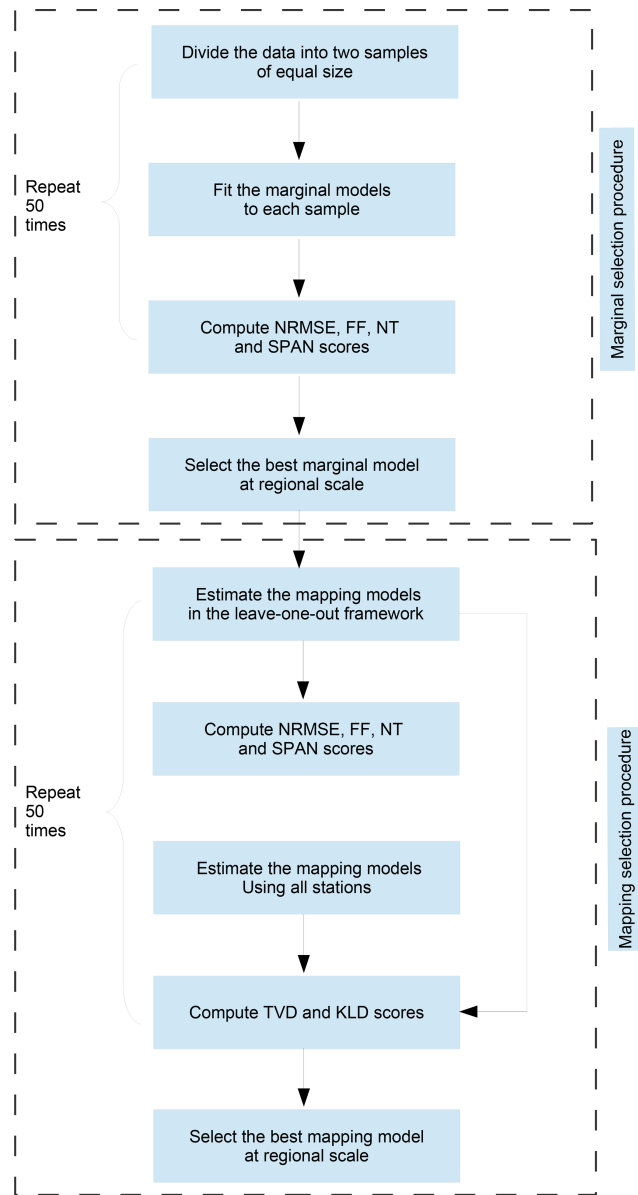 Divide the data into two samples
of equal size
Repeat
50
times
Fit the marginal models
to each sample
Compute NRMSE, FF, NT
and SPAN scores
Select the best marginal model
at regional scale
Marginal selection procedure
Estimate the mapping models
in the leave-one-out framework
Compute NRMSE, FF, NT
and SPAN scores
Repeat
50
times
Estimate the mapping models
Using all stations
Compute TVD and KLD scores
Select the best mapping model
at regional scale
Mapping selection procedure